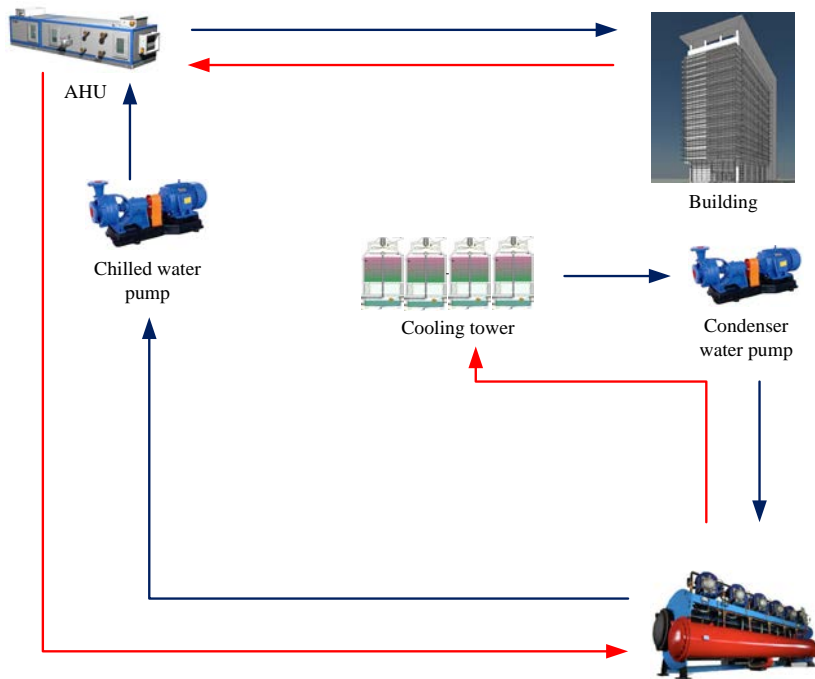 AHU
Building
Chilled water
pump
Cooling tower
Condenser
water pump